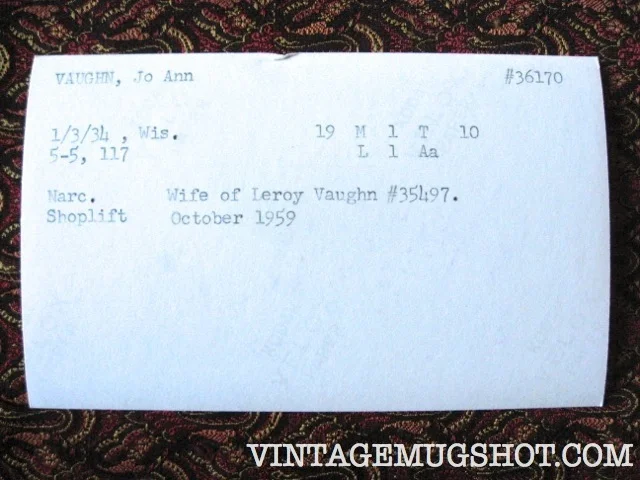 VAUGHN, Jo Ann #36170
1/3/34 , Wis. 19 M 1 T 10
5-5, 117 L 1 Aa
Narc. Wife of Leroy Vaughn #35497.
Shoplift October 1959
VINTAGEMUGSHOT.COM